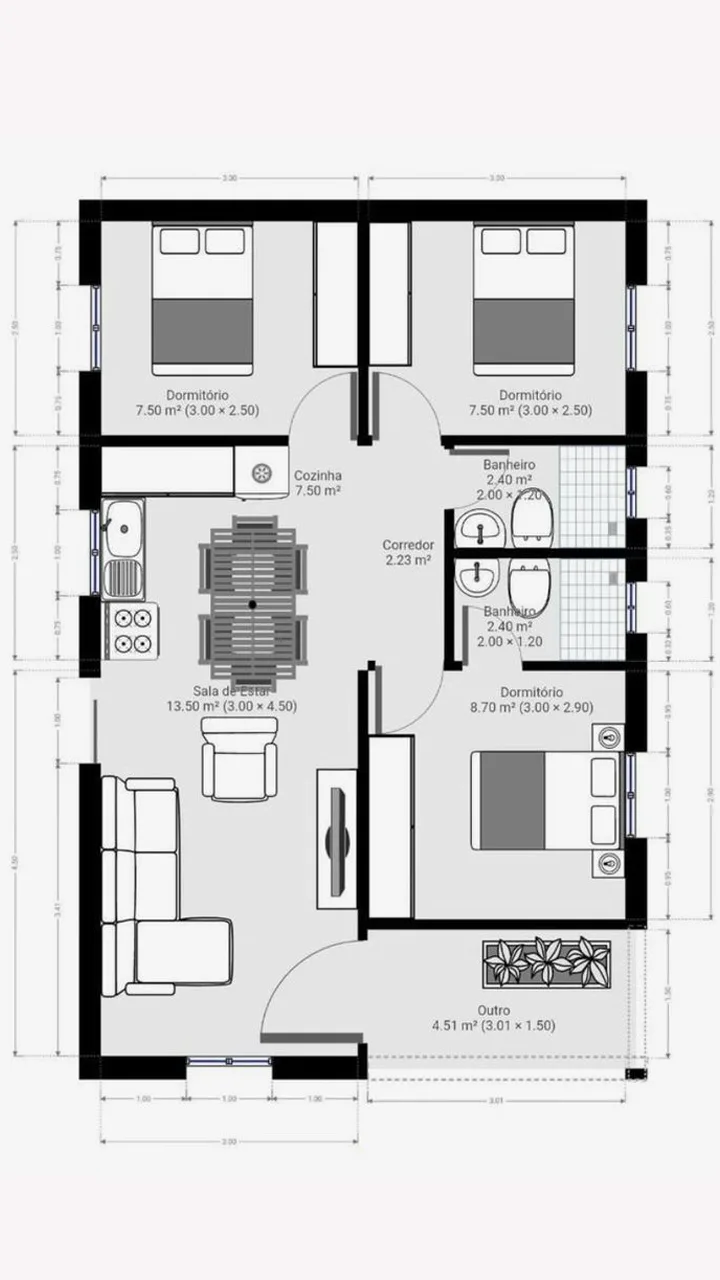 3.00
3.00
Dormitório
7.50 m² (3.00 × 2.50)
Dormitório
7.50 m² (3.00 × 2.50)
0.75
1.00
0.75
2.50
0.75
1.00
0.75
2.50
Cozinha
7.50 m²
Banheiro
2.40 m²
2.00 × 1.20
Corredor
2.23 m²
Banheiro
2.40 m²
2.00 × 1.20
0.75
1.00
0.75
2.50
0.60
0.35
1.20
0.60
1.20
Sala de Estar
13.50 m² (3.00 × 4.50)
Dormitório
8.70 m² (3.00 × 2.90)
1.00
3.41
4.50
0.95
1.00
0.95
2.90
Outro
4.51 m² (3.01 × 1.50)
1.50
1.00
1.00
1.00
3.01
3.00